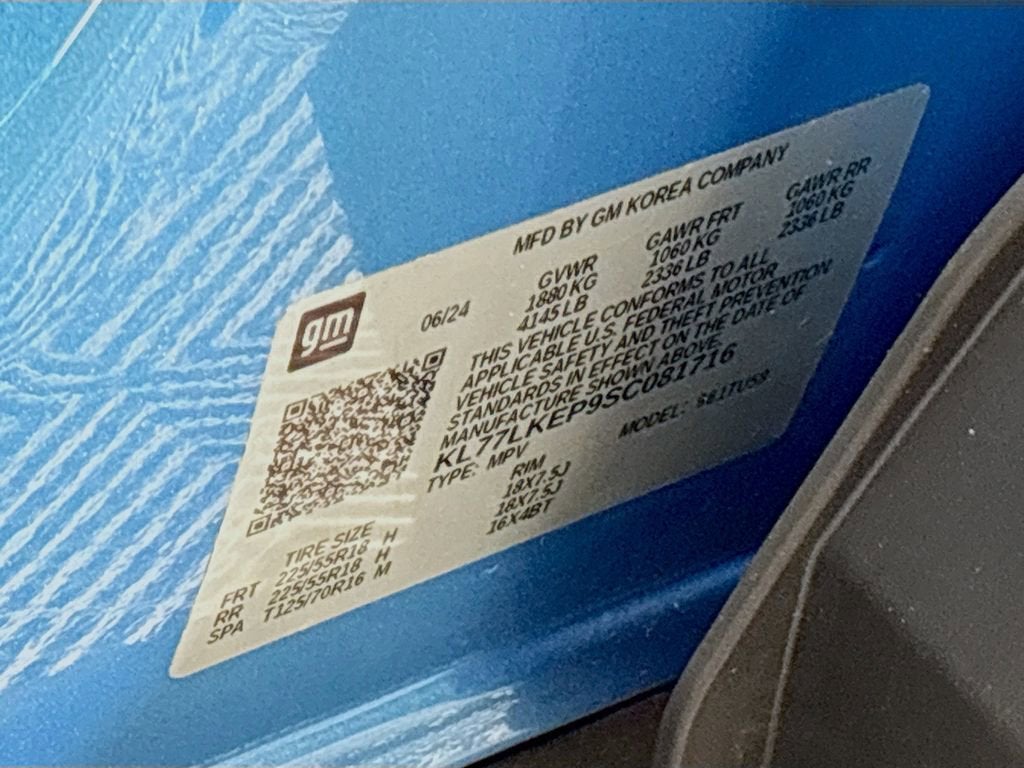 gm
MFD BY GM KOREA COMPANY
06/24
GVWR GAWR FRT GAWR RR
1880 KG 1060 KG 1060 KG
4145 LB 2336 LB 2336 LB
THIS VEHICLE CONFORMS TO ALL
APPLICABLE U.S. FEDERAL MOTOR
VEHICLE SAFETY AND THEFT PREVENTION
STANDARDS IN EFFECT ON THE DATE OF
MANUFACTURE SHOWN ABOVE.
KL77LKEP9SC081716
TYPE: MPV MODEL:
TIRE SIZE RIM
FRT 225/55R18 H 18X7.5J
RR 225/55R18 H 18X7.5J
SPA T125/70R16 M 16X4BT